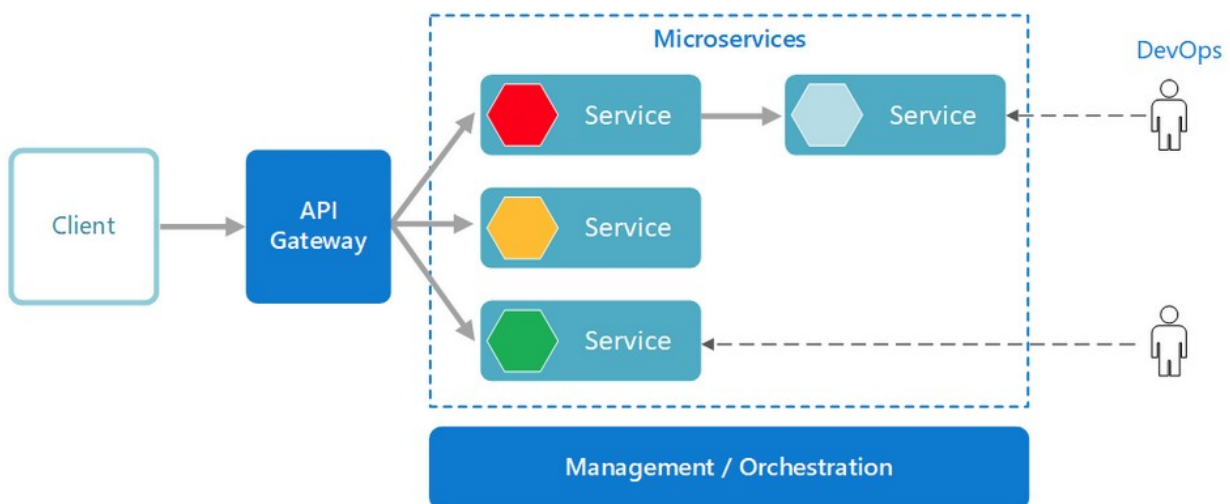 Microservices
DevOps
Service
Service
Client
API
Gateway
Service
Service
Management / Orchestration